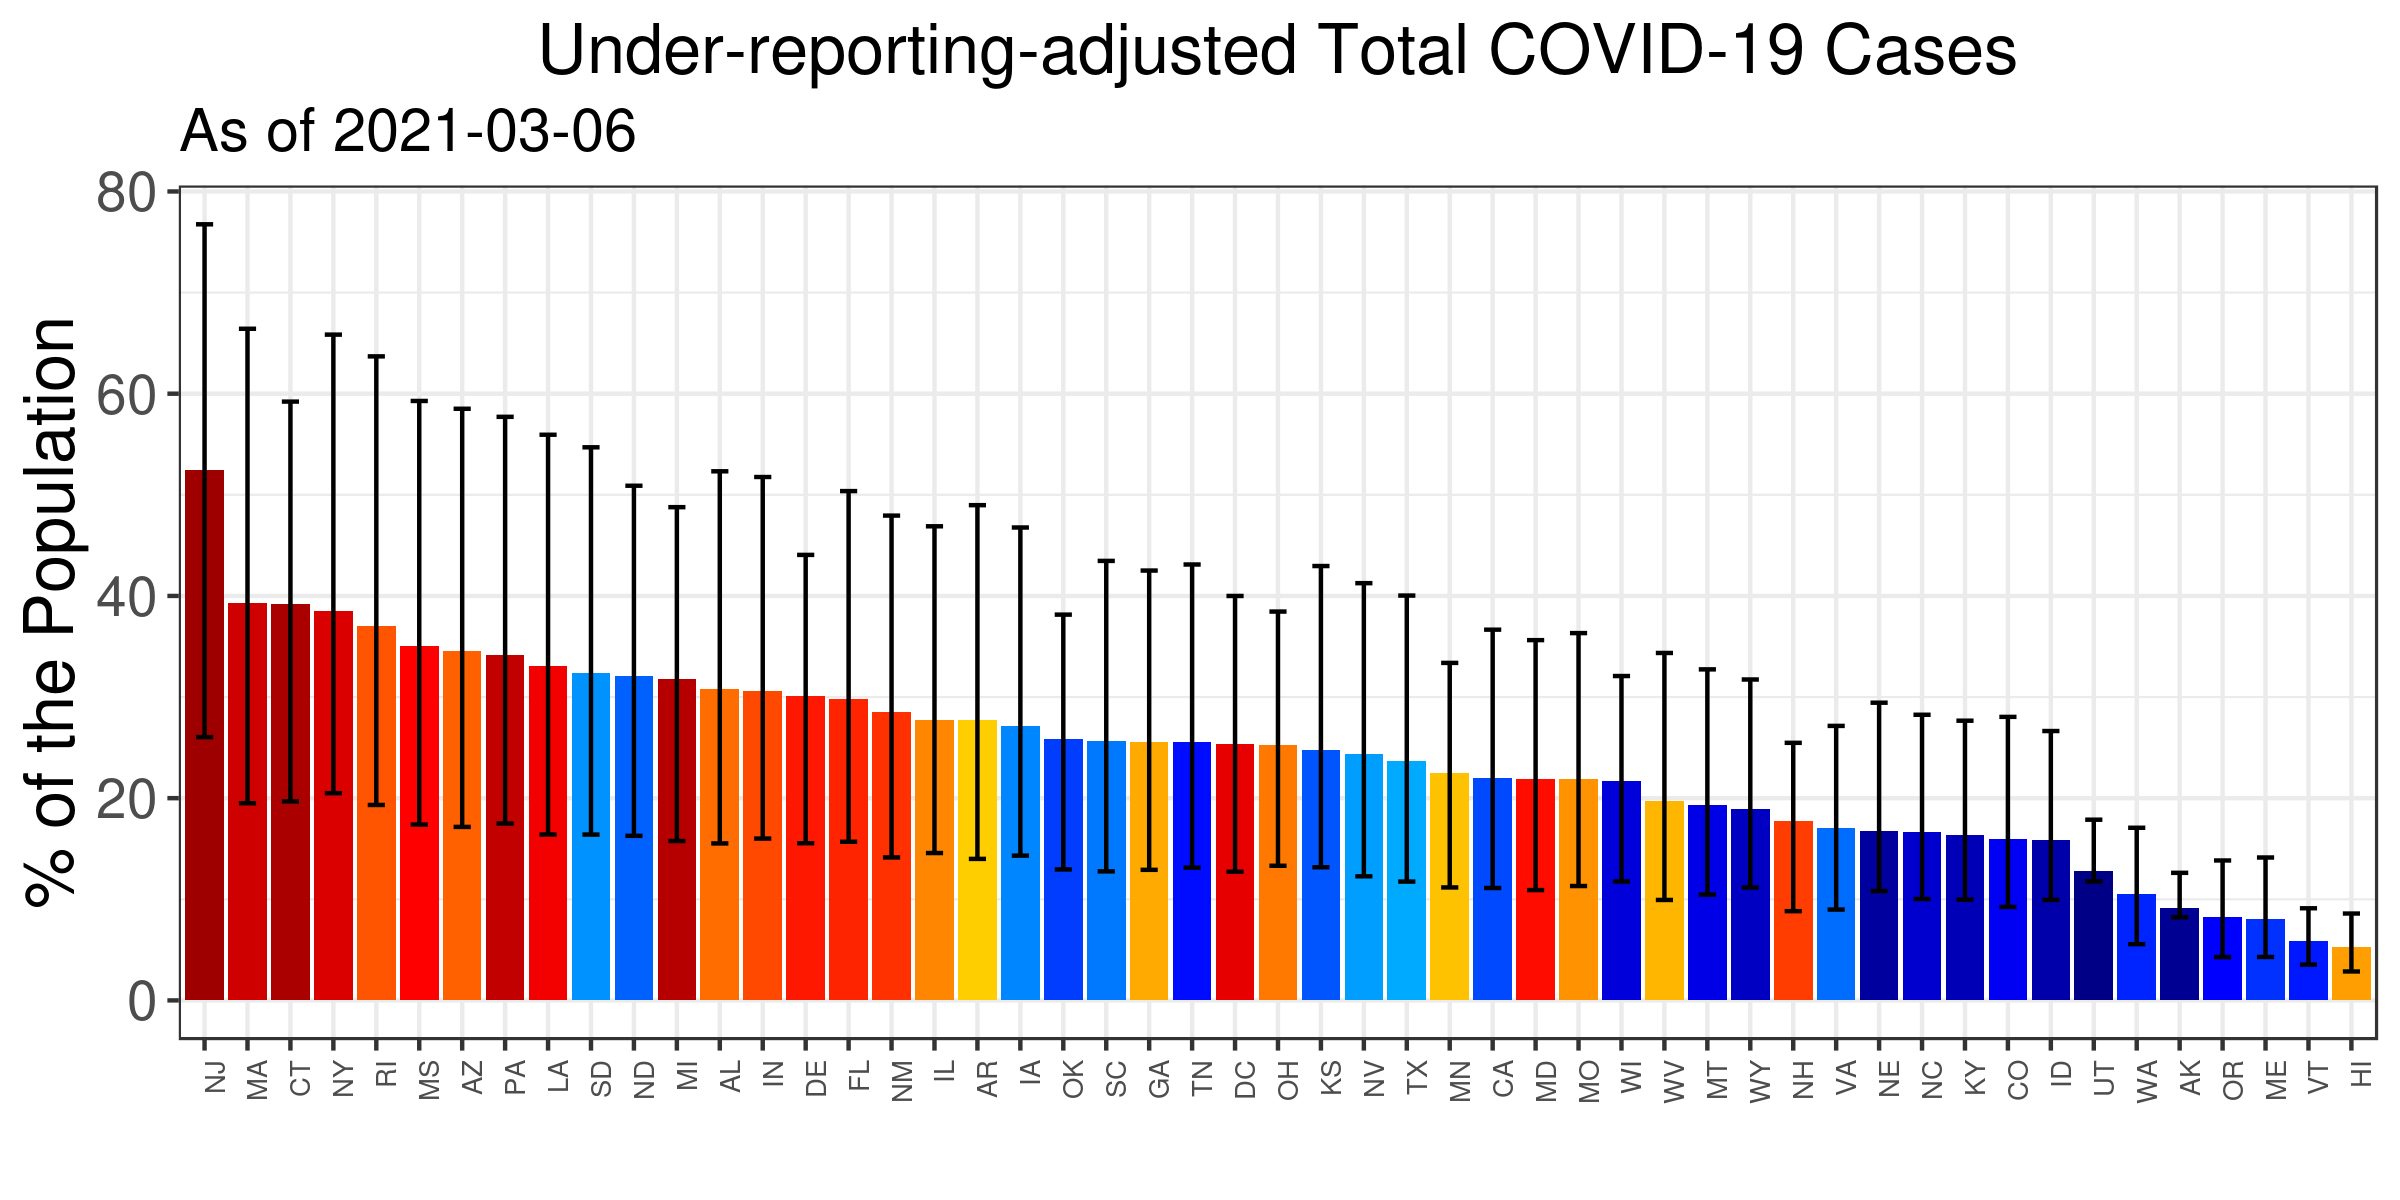 Under-reporting-adjusted Total COVID-19 Cases
As of 2021-03-06
% of the Population
80
60
40
20
0
NJ MA CT NY RI MS AZ PA LA SD ND MI AL IN DE FL NM IL AR IA OK SC GA TN DC OH KS NV TX MN CA MD MO WI WV MT WY NH VA NE NC KY CO ID UT WA AK OR ME VT HI